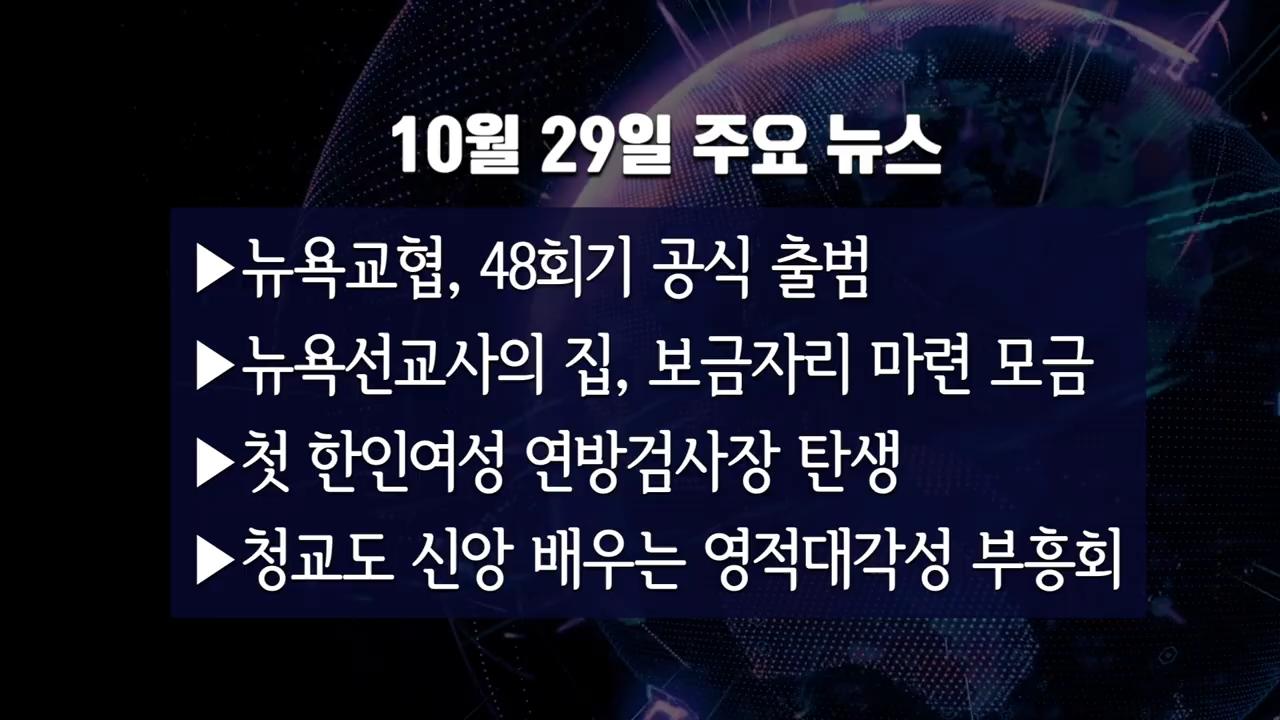 10월 29일 주요 뉴스
▶뉴욕교협, 48회기 공식 출범
▶뉴욕선교사의 집, 보금자리 마련 모금
▶첫 한인여성 연방검사장 탄생
▶청교도 신앙 배우는 영적대각성 부흥회